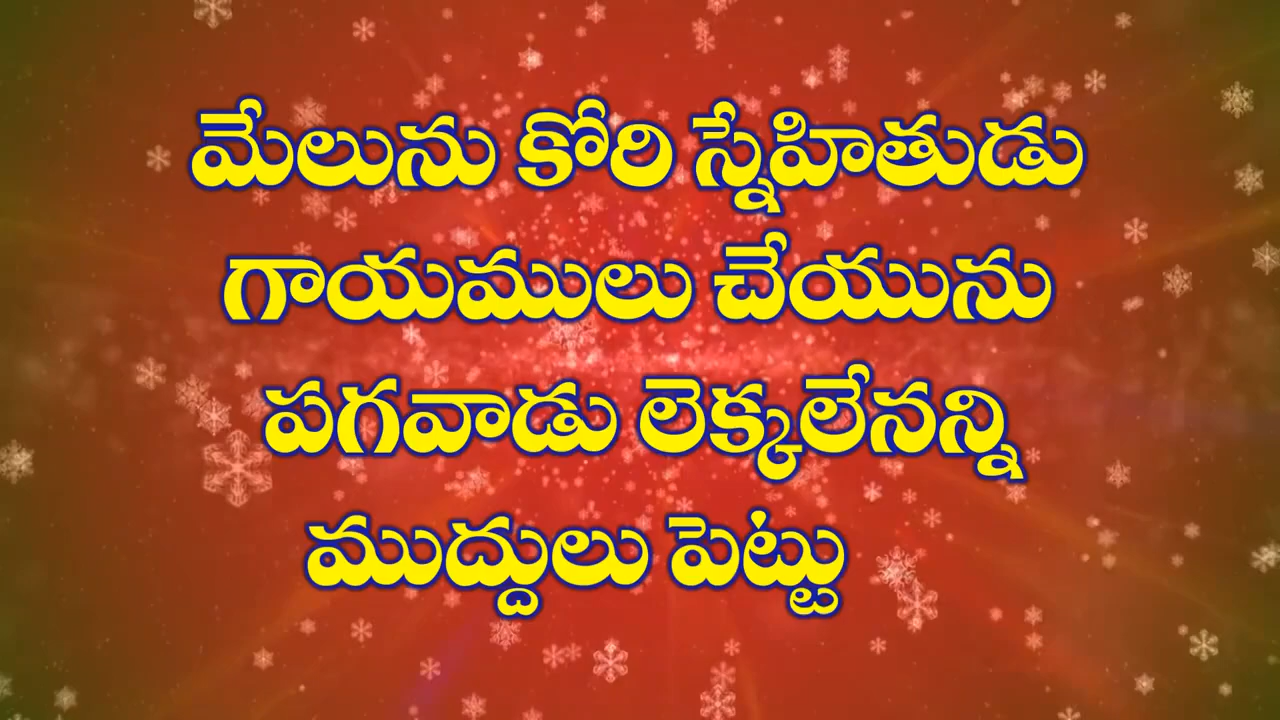 మేలును కోరి స్నేహితుడు
గాయములు చేయును
పగవాడు లెక్కలేనన్ని
ముద్దులు పెట్టు